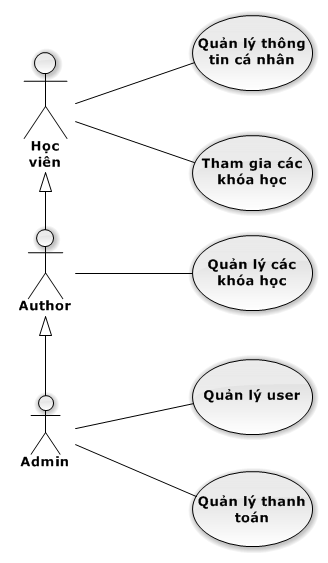 Quản lý thông
tin cá nhân
Học
viên
Tham gia các
khóa học
Quản lý các
khóa học
Author
Quản lý user
Admin
Quản lý thanh
toán